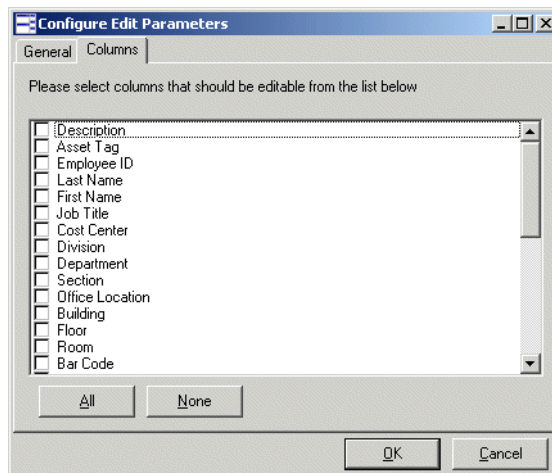 Configure Edit Parameters
General Columns
Please select columns that should be editable from the list below
Description
Asset Tag
Employee ID
Last Name
First Name
Job Title
Cost Center
Division
Department
Section
Office Location
Building
Floor
Room
Bar Code
All None
OK Cancel